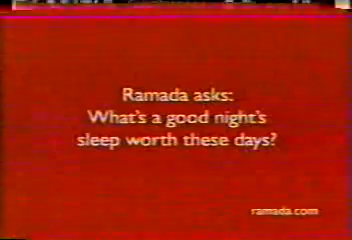 Ramada asks:
What's a good night's
sleep worth these days?
ramada.com